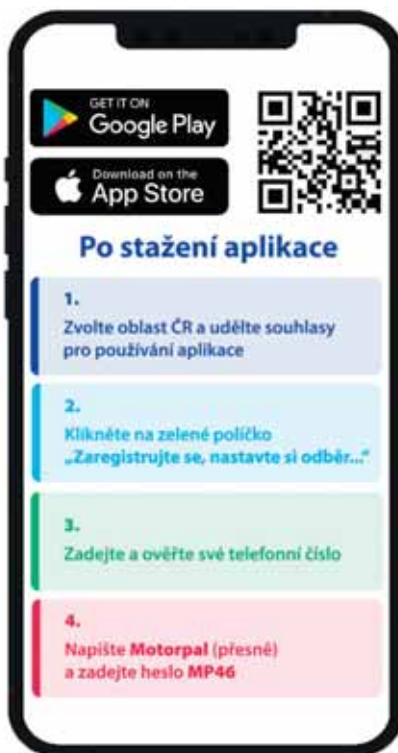 GET IT ON
Google Play
Download on the
App Store
Po stažení aplikace
1.
Zvolte oblast ČR a udělte souhlasy
pro používání aplikace
2.
Klikněte na zelené políčko
„Zaregistrujte se, nastavte si odběr...“
3.
Zadejte a ověřte své telefonní číslo
4.
Napište Motorpal (přesně)
a zadejte heslo MP46